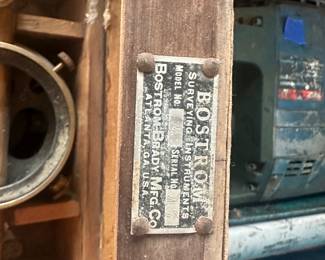 BOSTROM
SURVEYING INSTRUMENTS
MODEL NO. SERIAL NO.
BOSTROM-BRADY MFG. CO
ATLANTA, GA. U.S.A.